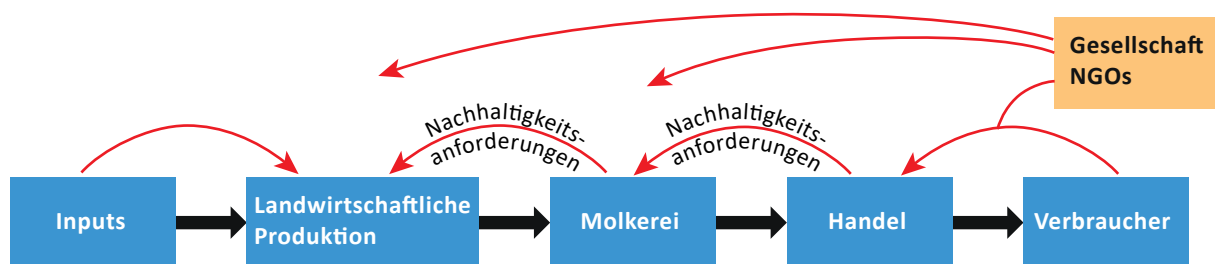 Gesellschaft
NGOs
Nachhaltigkeits-
anforderungen
Nachhaltigkeits-
anforderungen
Inputs
Landwirtschaftliche
Produktion
Molkerei
Handel
Verbraucher